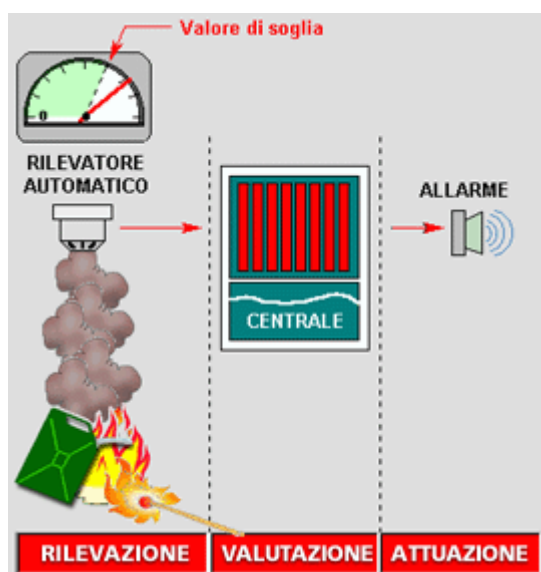 Valore di soglia
0
RILEVATORE
AUTOMATICO
ALLARME
CENTRALE
RILEVAZIONE
VALUTAZIONE
ATTUAZIONE